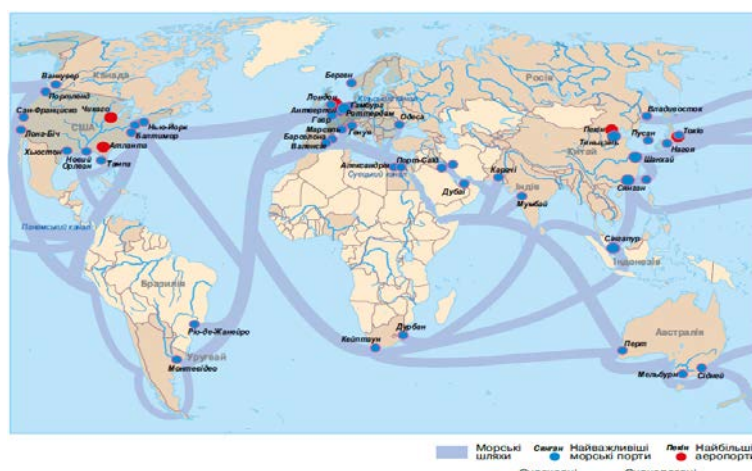 Ванкувер
Канада
Портленд
Сан-Франциско
Чикаго
США
Лонг-Біч
Нью-Йорк
Балтимор
Атланта
Хьюстон
Новий
Орлеан
Тампа
Панамський канал
Бразилія
Ріо-де-Жанейро
Уругвай
Монтевідео
Берген
Лондон
Гамбург
Антверпен
Роттердам
Гавр
Марсель
Генуя
Барселона
Валенсія
Одеса
Александрія
Порт-Саїд
Суецький канал
Дубаї
Карачі
Індія
Мумбаї
Росія
Владивосток
Пекін
Тяньцзінь
Пусан
Токіо
Китай
Нагоя
Шанхай
Сянган
Сінгапур
Індонезія
Кейптаун
Дурбан
Австралія
Перт
Мельбурн
Сідней
Морські
шляхи
Сянган
Найважливіші
морські порти
Пекін
Найбільші
аеропорти